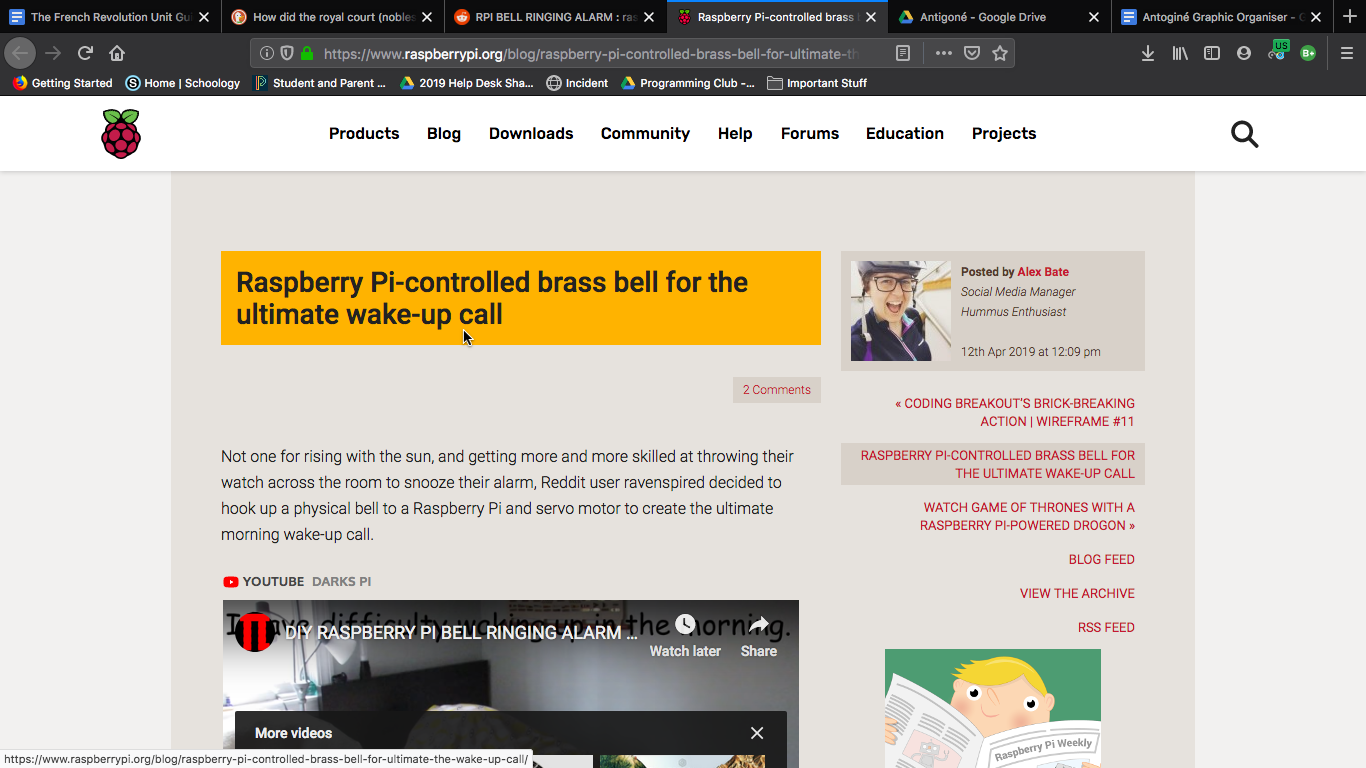 The French Revolution Unit Gui
How did the royal court (nobles
RPI BELL RINGING ALARM : ras
Raspberry Pi-controlled brass b
Antigoné - Google Drive
Antoginé Graphic Organiser - G
https://www.raspberrypi.org/blog/raspberry-pi-controlled-brass-bell-for-ultimate-th
US
B+
Getting Started
Home | Schoology
Student and Parent ...
2019 Help Desk Sha...
Incident
Programming Club -...
Important Stuff
Products
Blog
Downloads
Community
Help
Forums
Education
Projects
Raspberry Pi-controlled brass bell for the
ultimate wake-up call
2 Comments
Not one for rising with the sun, and getting more and more skilled at throwing their
watch across the room to snooze their alarm, Reddit user ravenspired decided to
hook up a physical bell to a Raspberry Pi and servo motor to create the ultimate
morning wake-up call.
YOUTUBE DARKS PI
I have difficulty waking up in the morning.
DIY RASPBERRY PI BELL RINGING ALARM ...
Watch later
Share
More videos
Posted by Alex Bate
Social Media Manager
Hummus Enthusiast
12th Apr 2019 at 12:09 pm
« CODING BREAKOUT'S BRICK-BREAKING
ACTION | WIREFRAME #11
RASPBERRY PI-CONTROLLED BRASS BELL FOR
THE ULTIMATE WAKE-UP CALL
WATCH GAME OF THRONES WITH A
RASPBERRY PI-POWERED DROGON »
BLOG FEED
VIEW THE ARCHIVE
RSS FEED
Raspberry Pi Weekly
https://www.raspberrypi.org/blog/raspberry-pi-controlled-brass-bell-for-ultimate-the-wake-up-call/